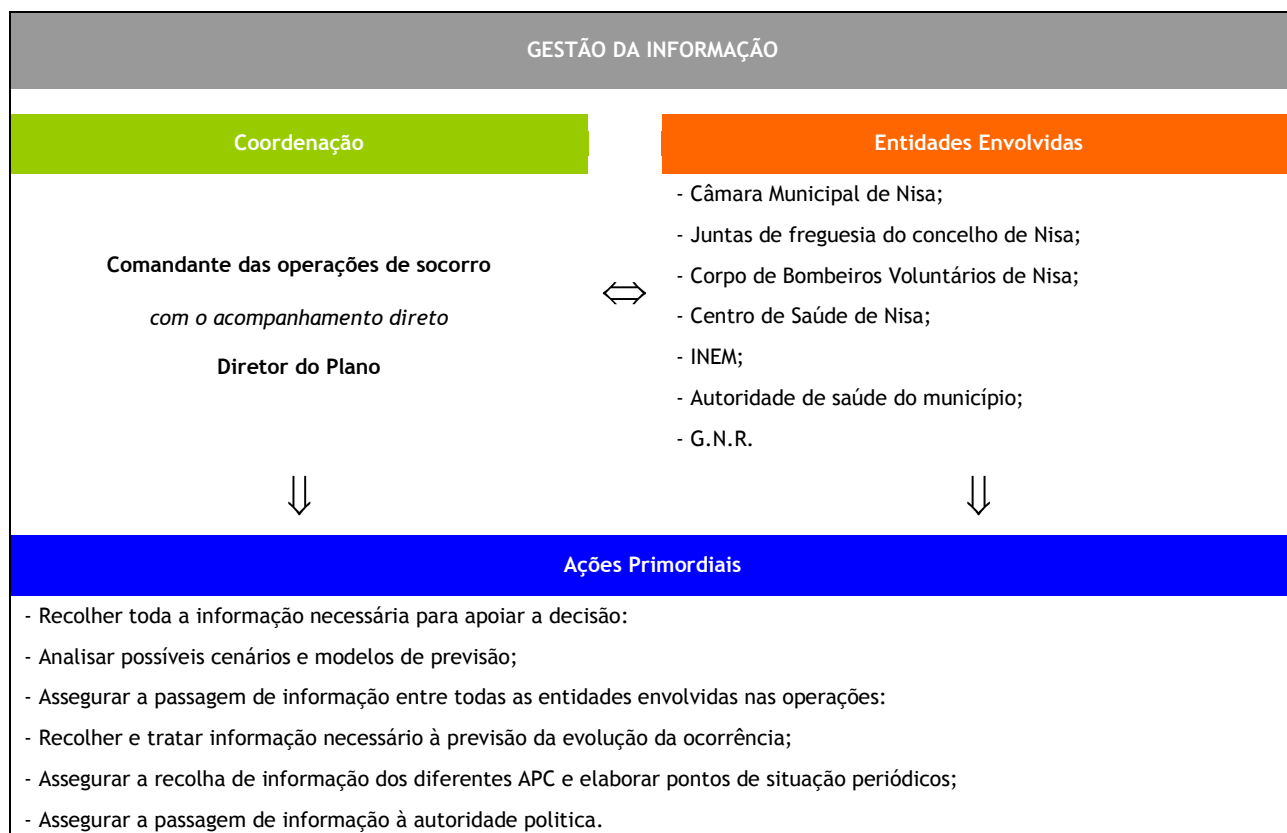 GESTÃO DA INFORMAÇÃO
Coordenação
Entidades Envolvidas
Comandante das operações de socorro
com o acompanhamento direto
Diretor do Plano
- Câmara Municipal de Nisa;
- Juntas de freguesia do concelho de Nisa;
- Corpo de Bombeiros Voluntários de Nisa;
- Centro de Saúde de Nisa;
- INEM;
- Autoridade de saúde do município;
- G.N.R.
Ações Primordiais
- Recolher toda a informação necessária para apoiar a decisão:
- Analisar possíveis cenários e modelos de previsão;
- Assegurar a passagem de informação entre todas as entidades envolvidas nas operações:
- Recolher e tratar informação necessário à previsão da evolução da ocorrência;
- Assegurar a recolha de informação dos diferentes APC e elaborar pontos de situação periódicos;
- Assegurar a passagem de informação à autoridade politica.